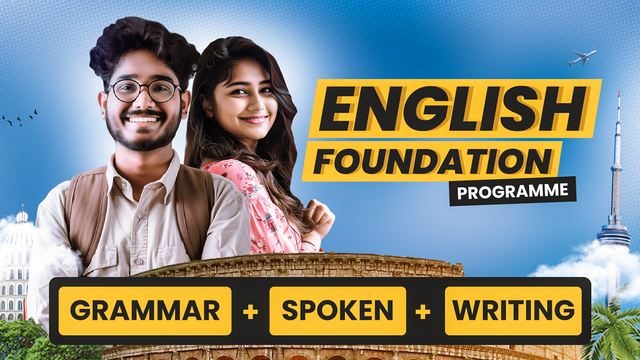 ENGLISH
FOUNDATION
PROGRAMME
GRAMMAR + SPOKEN + WRITING